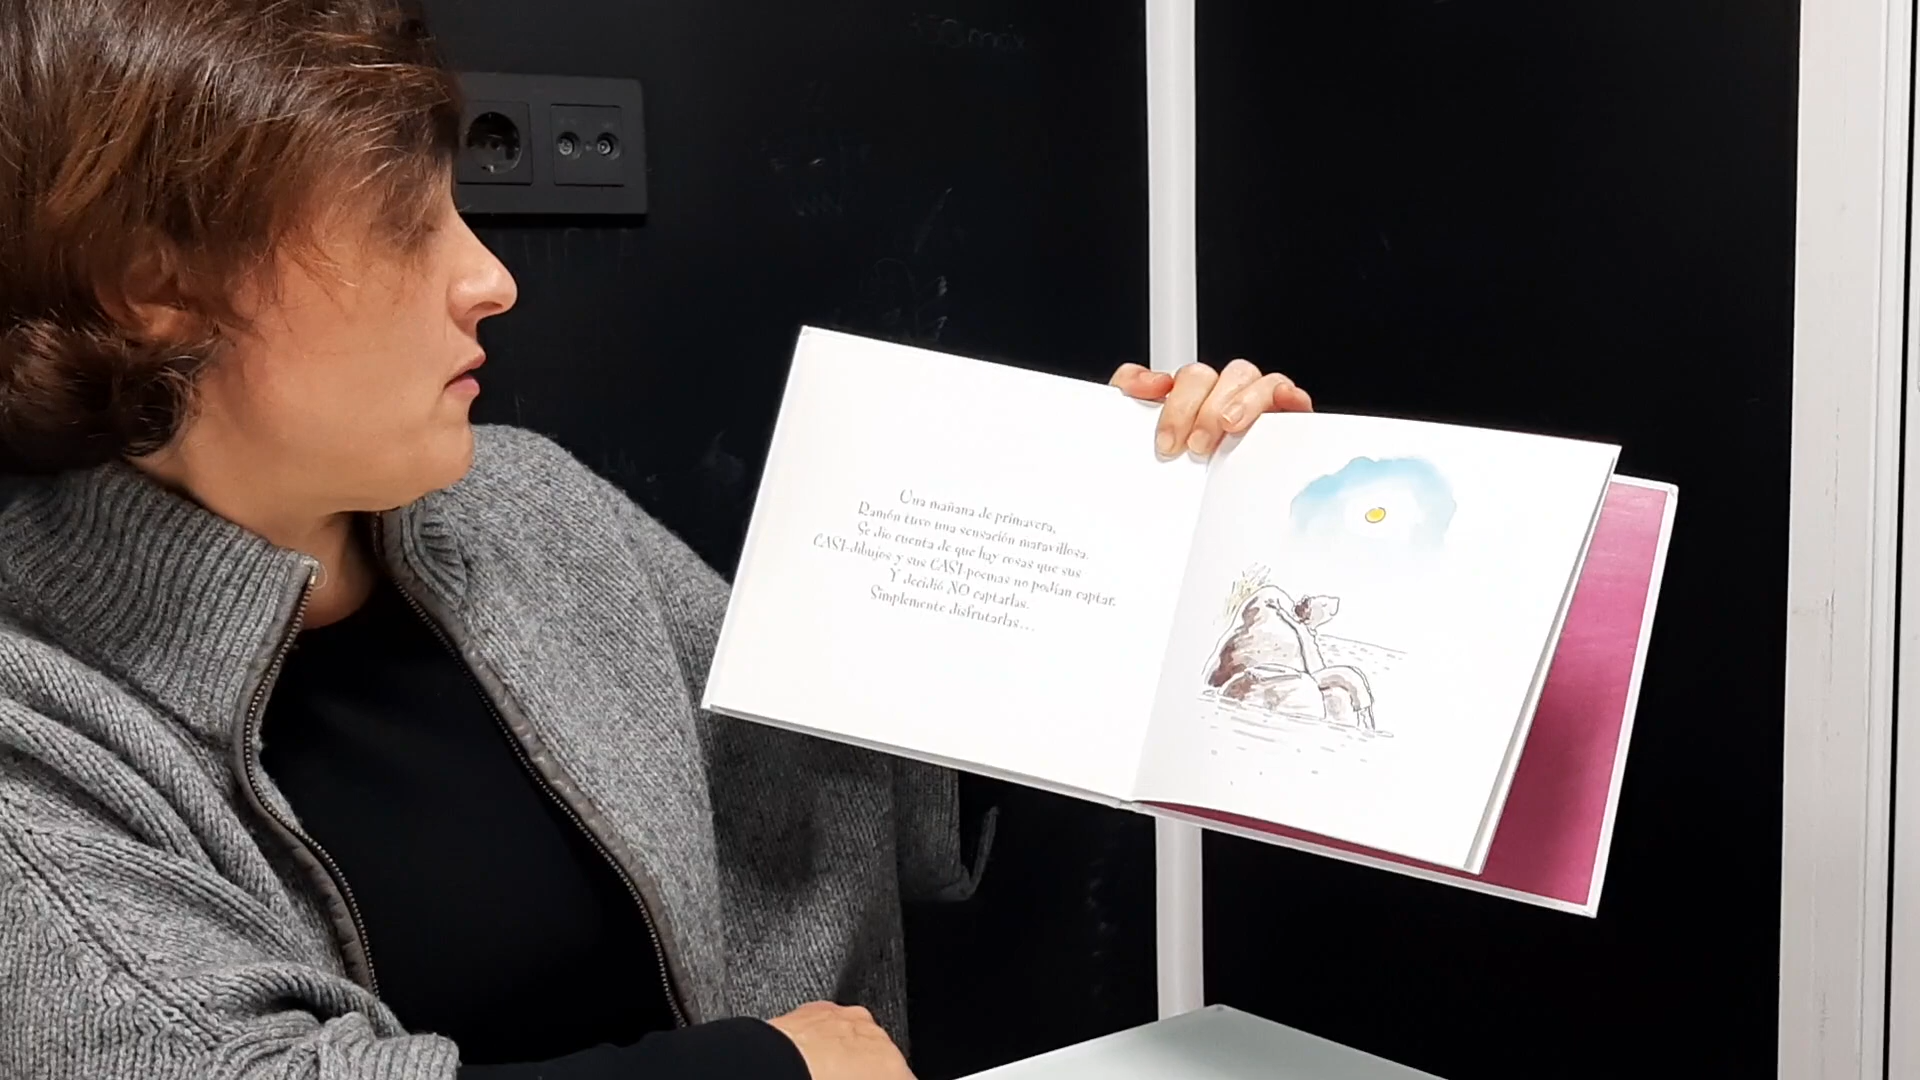 Una mañana de primavera,
Ramón tuvo una sensación maravillosa.
Se dio cuenta de que hay cosas que sus
CASI-dibujos y sus CASI-poemas no podían captar.
Y decidió NO captarlas.
Simplemente disfrutarlas...